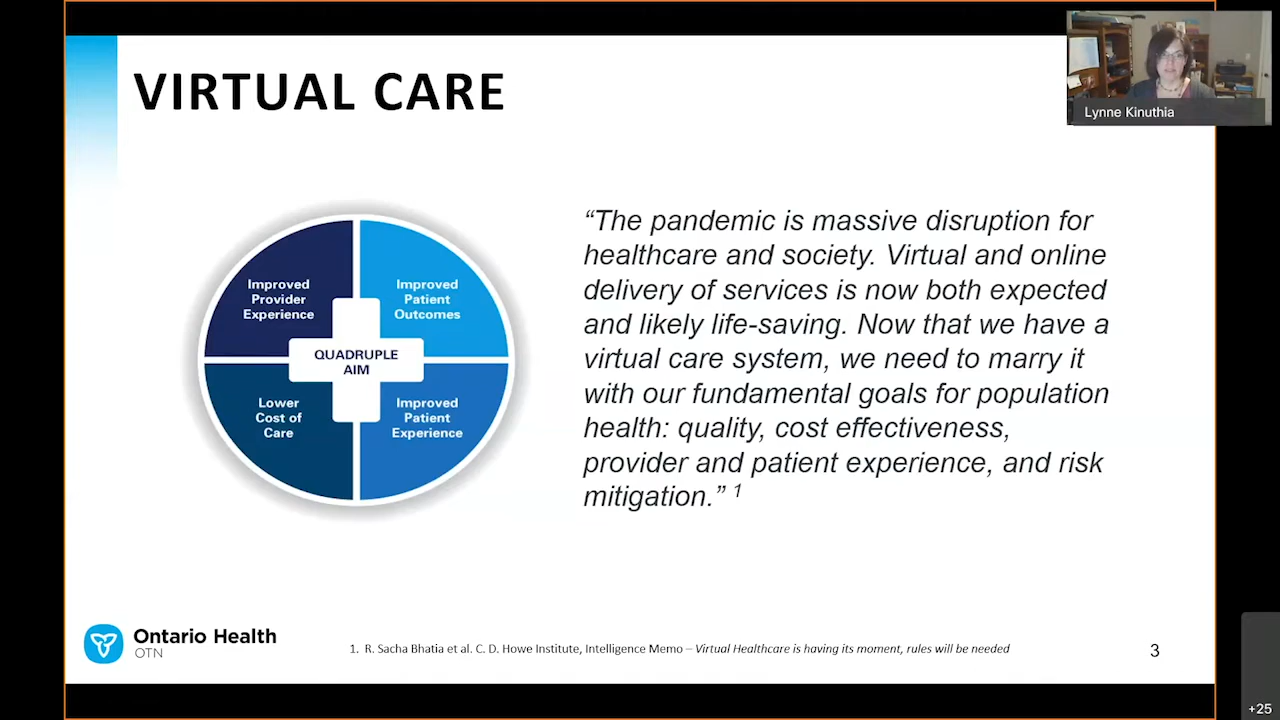 VIRTUAL CARE
Lynne Kinuthia
Improved
Provider
Experience
Improved
Patient
Outcomes
QUADRUPLE
AIM
Lower
Cost of
Care
Improved
Patient
Experience
“The pandemic is massive disruption for
healthcare and society. Virtual and online
delivery of services is now both expected
and likely life-saving. Now that we have a
virtual care system, we need to marry it
with our fundamental goals for population
health: quality, cost effectiveness,
provider and patient experience, and risk
mitigation.” 1
Ontario Health
OTN
1. R. Sacha Bhatia et al. C. D. Howe Institute, Intelligence Memo – Virtual Healthcare is having its moment, rules will be needed
3
+25